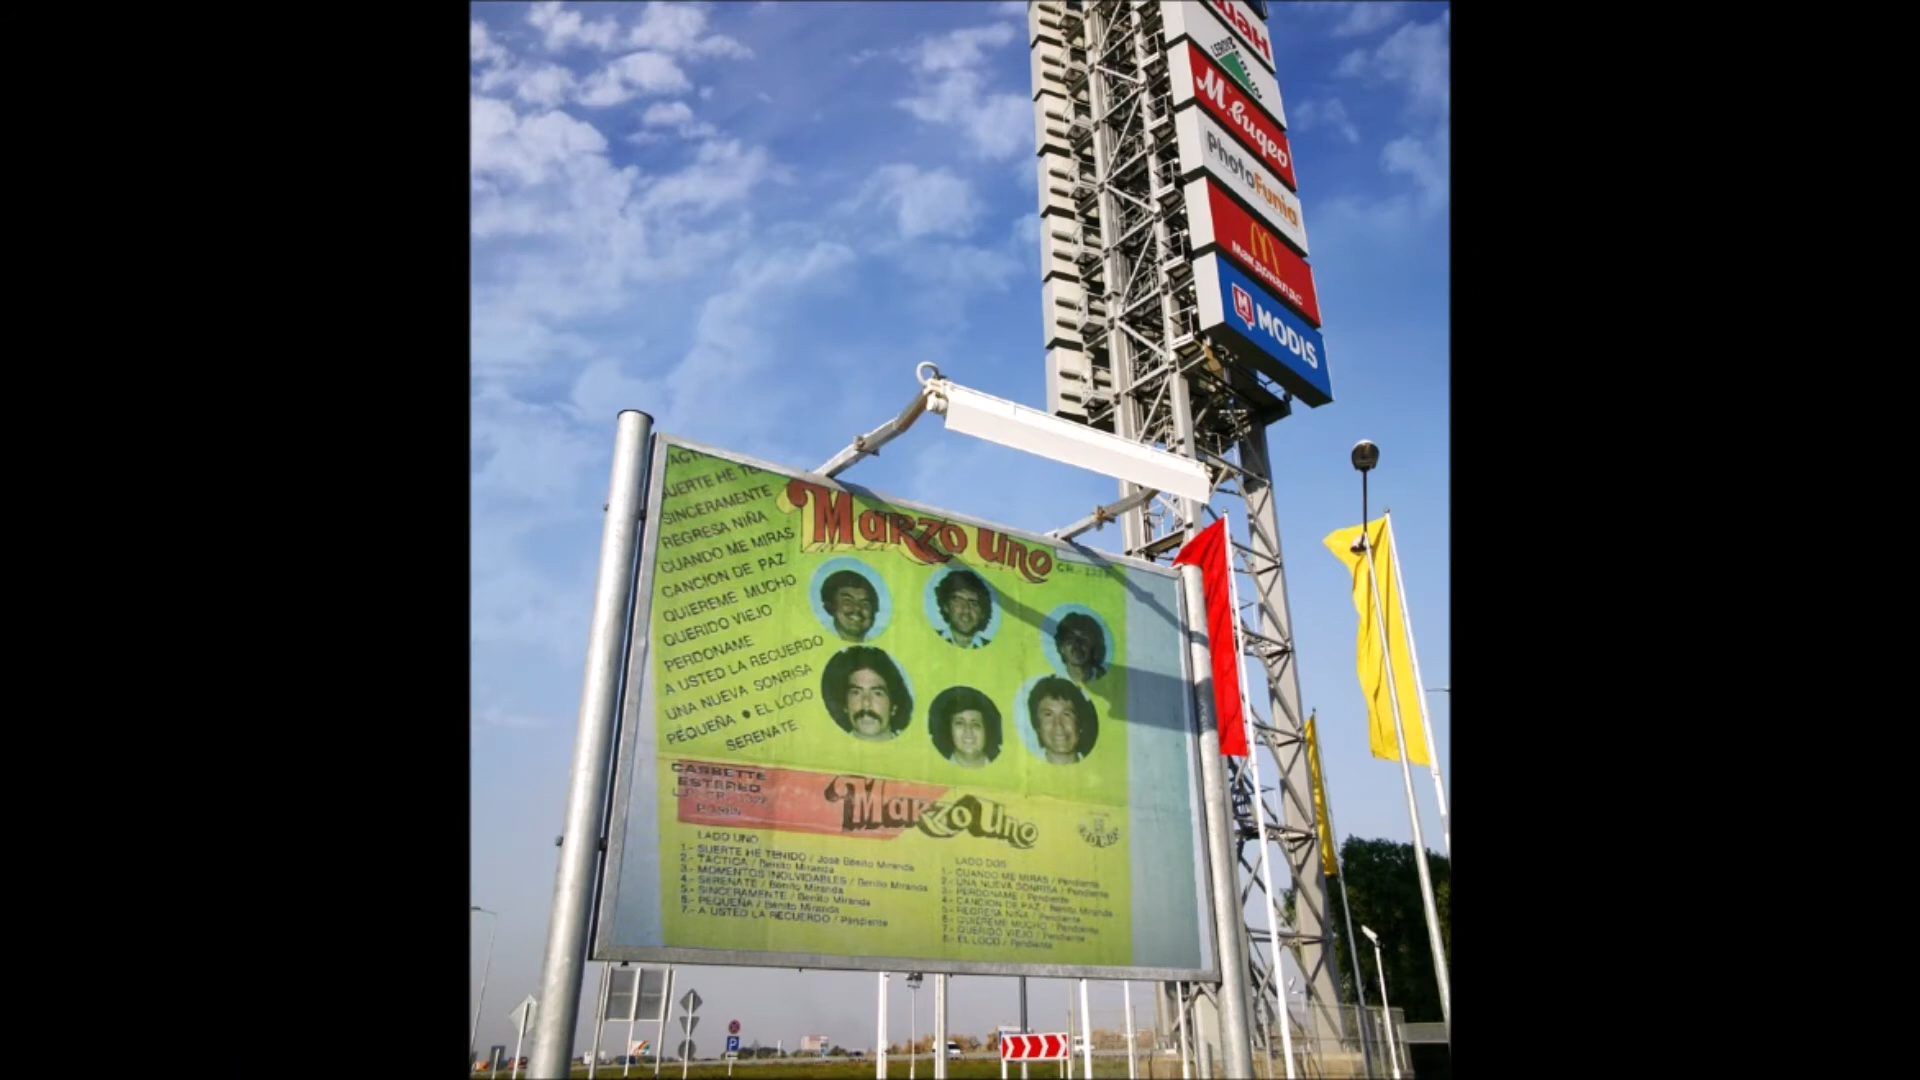 шан
LEROY
М.видео
PhotoFunia
Макдоналдс
M MODIS
SUERTE HE
SINCERAMENTE
REGRESA NIÑA
CUANDO ME MIRAS
CANCION DE PAZ
QUIEREME MUCHO
QUERIDO VIEJO
PERDONAME
A USTED LA RECUERDO
UNA NUEVA SONRISA
PEQUEÑA • EL LOCO
SERENATE
Marzo Uno
CASSETTE
ESTEREO
Marzo Uno
LADO UNO
1.- SUERTE HE TENIDO / José Benito Miranda
2.- TACTICA / Benito Miranda
3.- MOMENTOS INOLVIDABLES / Benito Miranda
4.- SERENATE / Benito Miranda
5.- SINCERAMENTE / Benito Miranda
6.- PEQUEÑA / Benito Miranda
7.- A USTED LA RECUERDO / Pendiente
LADO DOS
1.- CUANDO ME MIRAS / Pendiente
2.- UNA NUEVA SONRISA / Pendiente
3.- PERDONAME / Pendiente
4.- CANCION DE PAZ / Benito Miranda
5.- REGRESA NIÑA / Pendiente
6.- QUIEREME MUCHO / Pendiente
7.- QUERIDO VIEJO / Pendiente
8.- EL LOCO / Pendiente
P